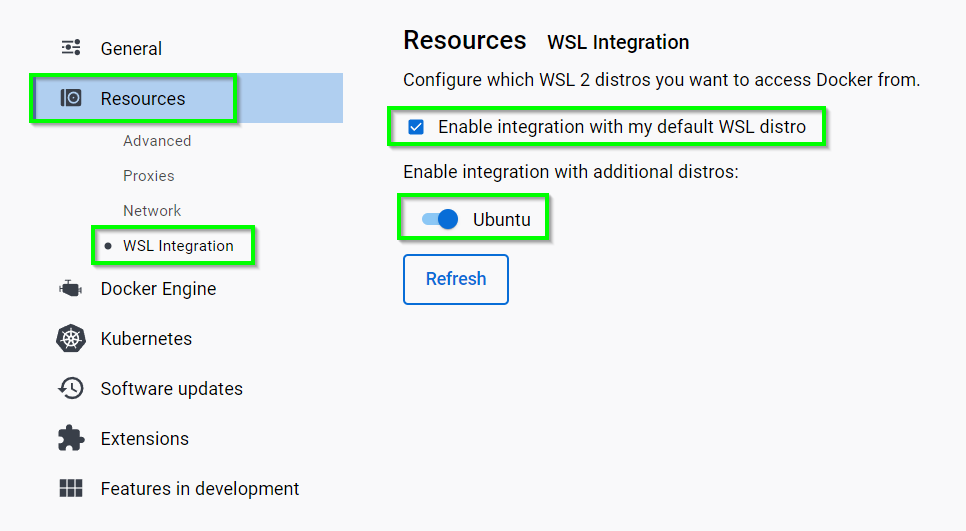 General
Resources
Advanced
Proxies
Network
WSL Integration
Docker Engine
Kubernetes
Software updates
Extensions
Features in development
Resources WSL Integration
Configure which WSL 2 distros you want to access Docker from.
Enable integration with my default WSL distro
Enable integration with additional distros:
Ubuntu
Refresh